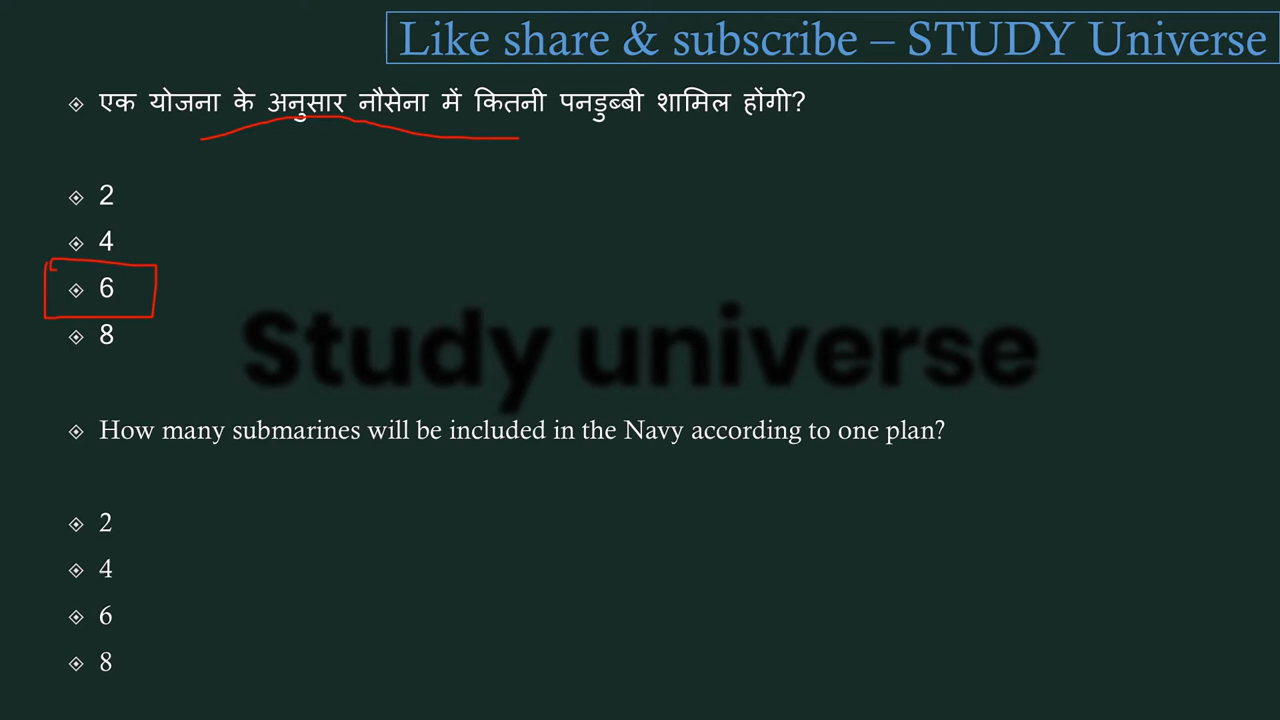 Like share & subscribe – STUDY Universe
एक योजना के अनुसार नौसेना में कितनी पनडुब्बी शामिल होंगी?
2
4
6
8
Study universe
How many submarines will be included in the Navy according to one plan?
2
4
6
8